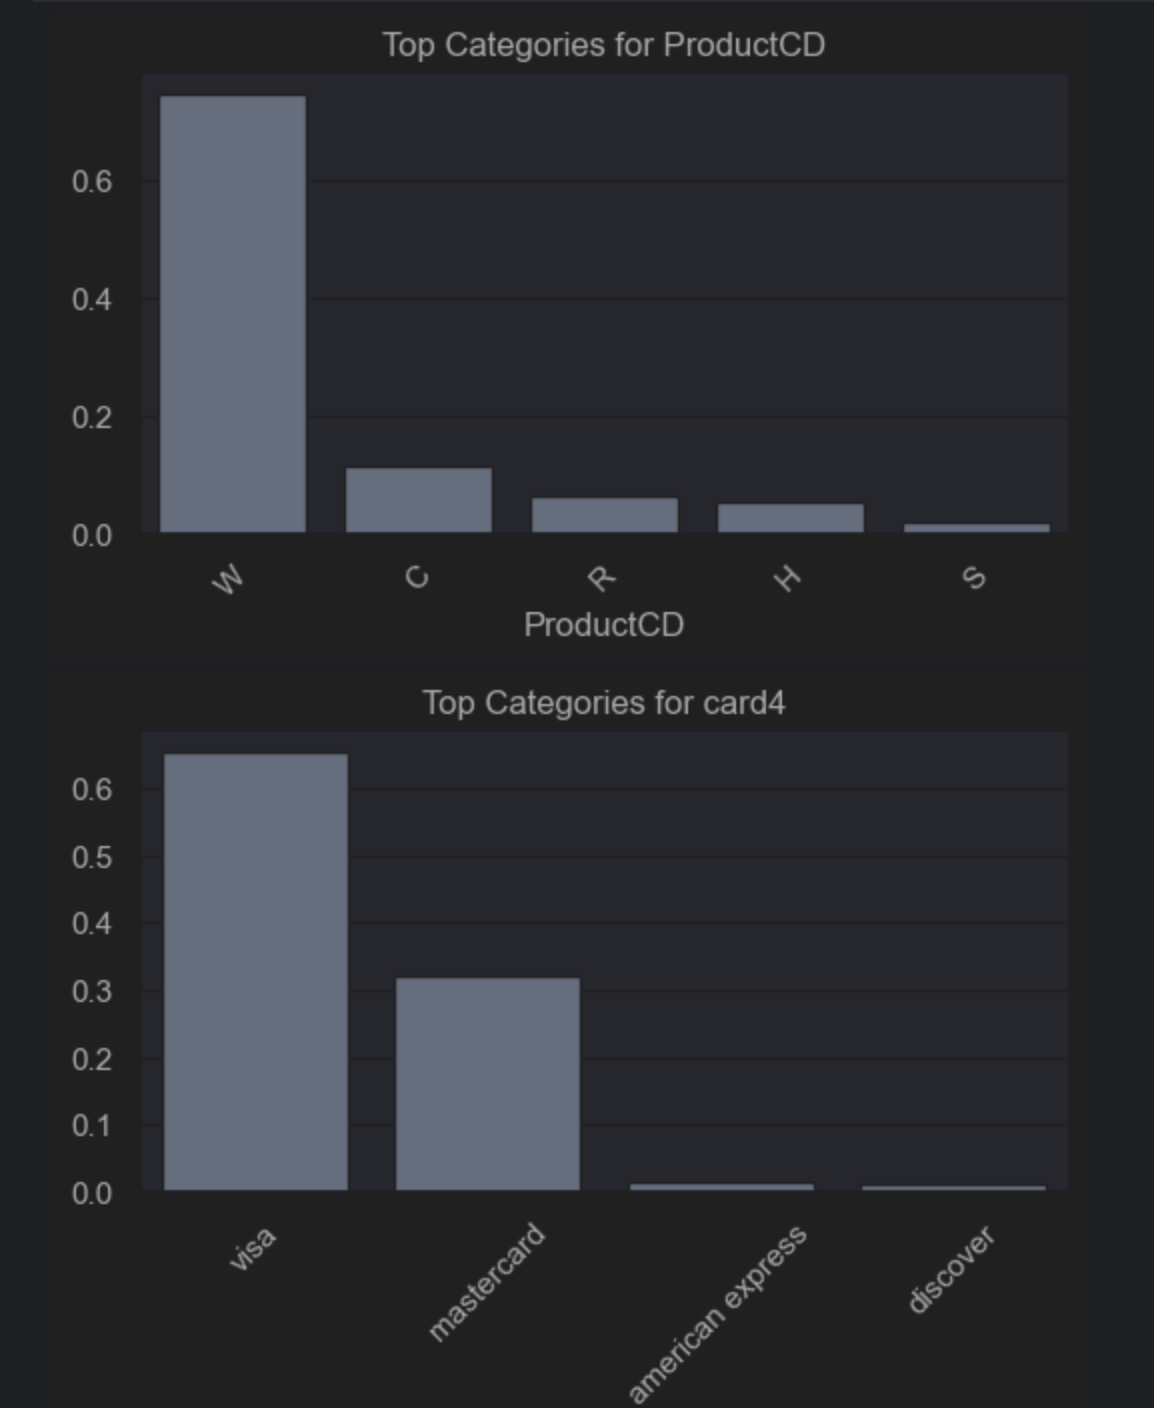 Top Categories for ProductCD
0.6
0.4
0.2
0.0
W C R H S
ProductCD
Top Categories for card4
0.6
0.5
0.4
0.3
0.2
0.1
0.0
visa mastercard american express discover